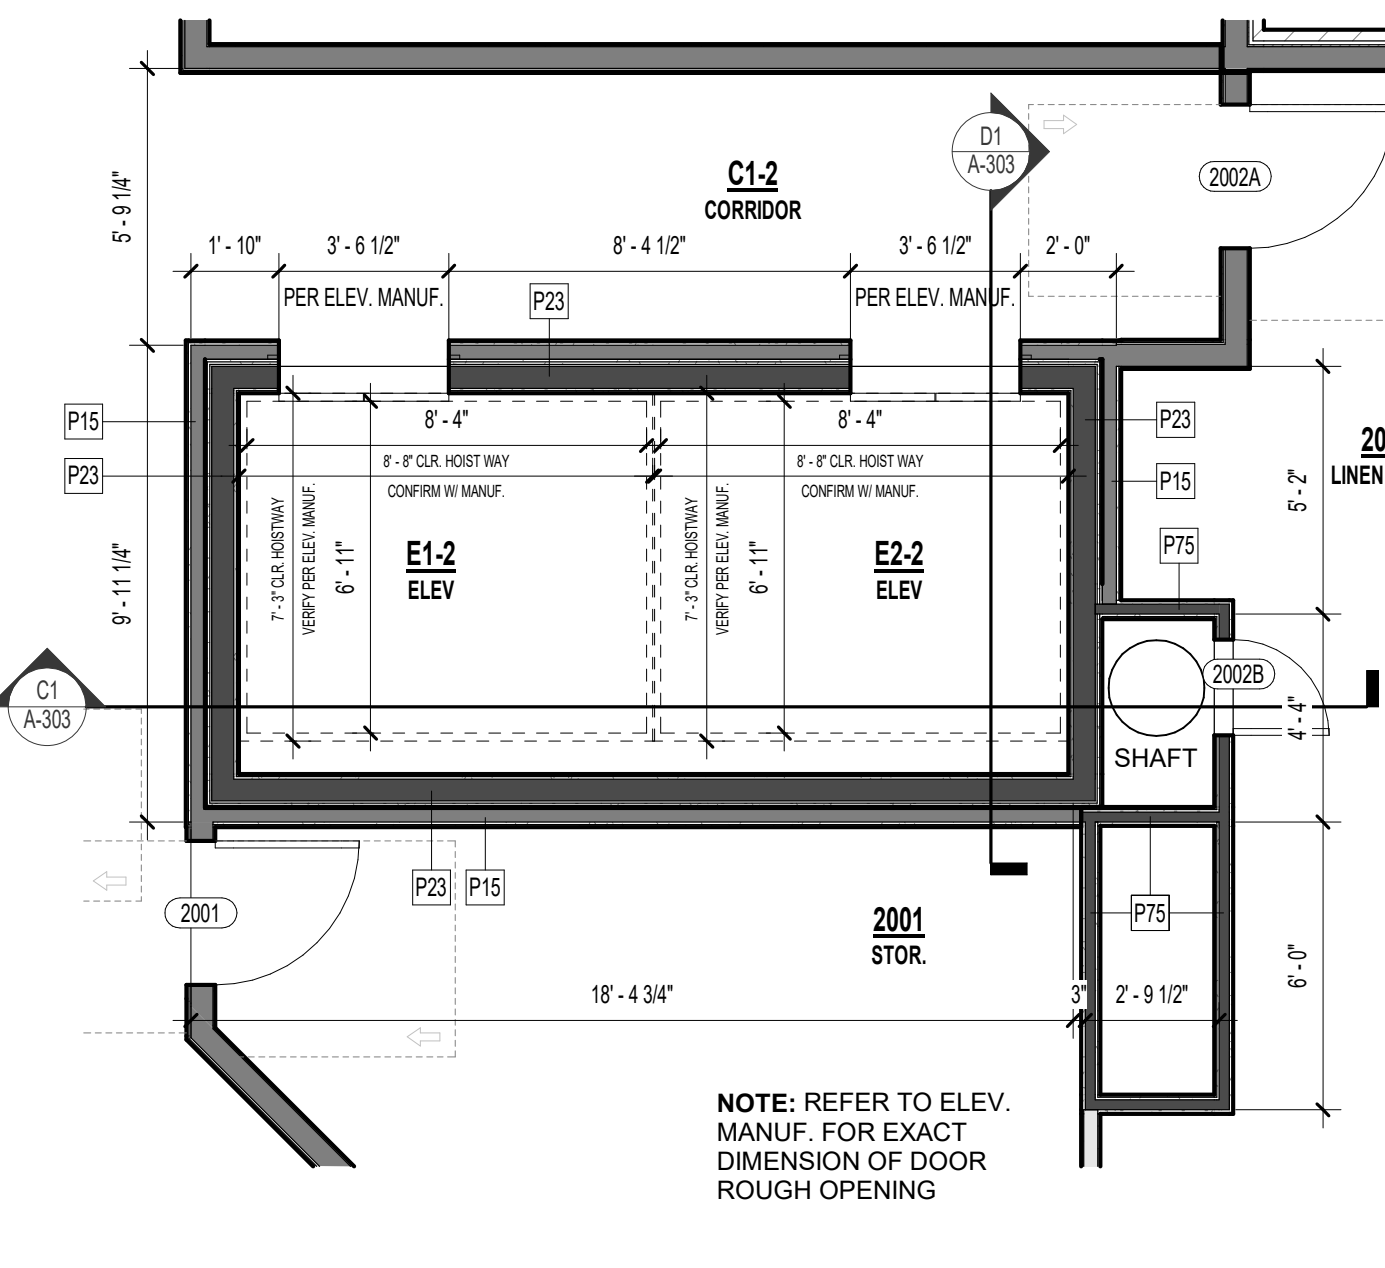 D1
A-303
2002A
C1-2
CORRIDOR
5' - 9 1/4"
1' - 10"
3' - 6 1/2"
8' - 4 1/2"
3' - 6 1/2"
2' - 0"
PER ELEV. MANUF.
P23
PER ELEV. MANUF.
P15
P23
8' - 4"
8' - 8" CLR. HOIST WAY
CONFIRM W/ MANUF.
8' - 4"
8' - 8" CLR. HOIST WAY
CONFIRM W/ MANUF.
P23
P15
20
LINEN
5' - 2"
P75
9' - 11 1/4"
7' - 3" CLR. HOISTWAY
VERIFY PER ELEV. MANUF.
6' - 11"
E1-2
ELEV
7' - 3" CLR. HOISTWAY
VERIFY PER ELEV. MANUF.
6' - 11"
E2-2
ELEV
C1
A-303
2002B
4' - 4"
SHAFT
P23
P15
2001
2001
STOR.
P75
6' - 0"
18' - 4 3/4"
3"
2' - 9 1/2"
NOTE: REFER TO ELEV.
MANUF. FOR EXACT
DIMENSION OF DOOR
ROUGH OPENING